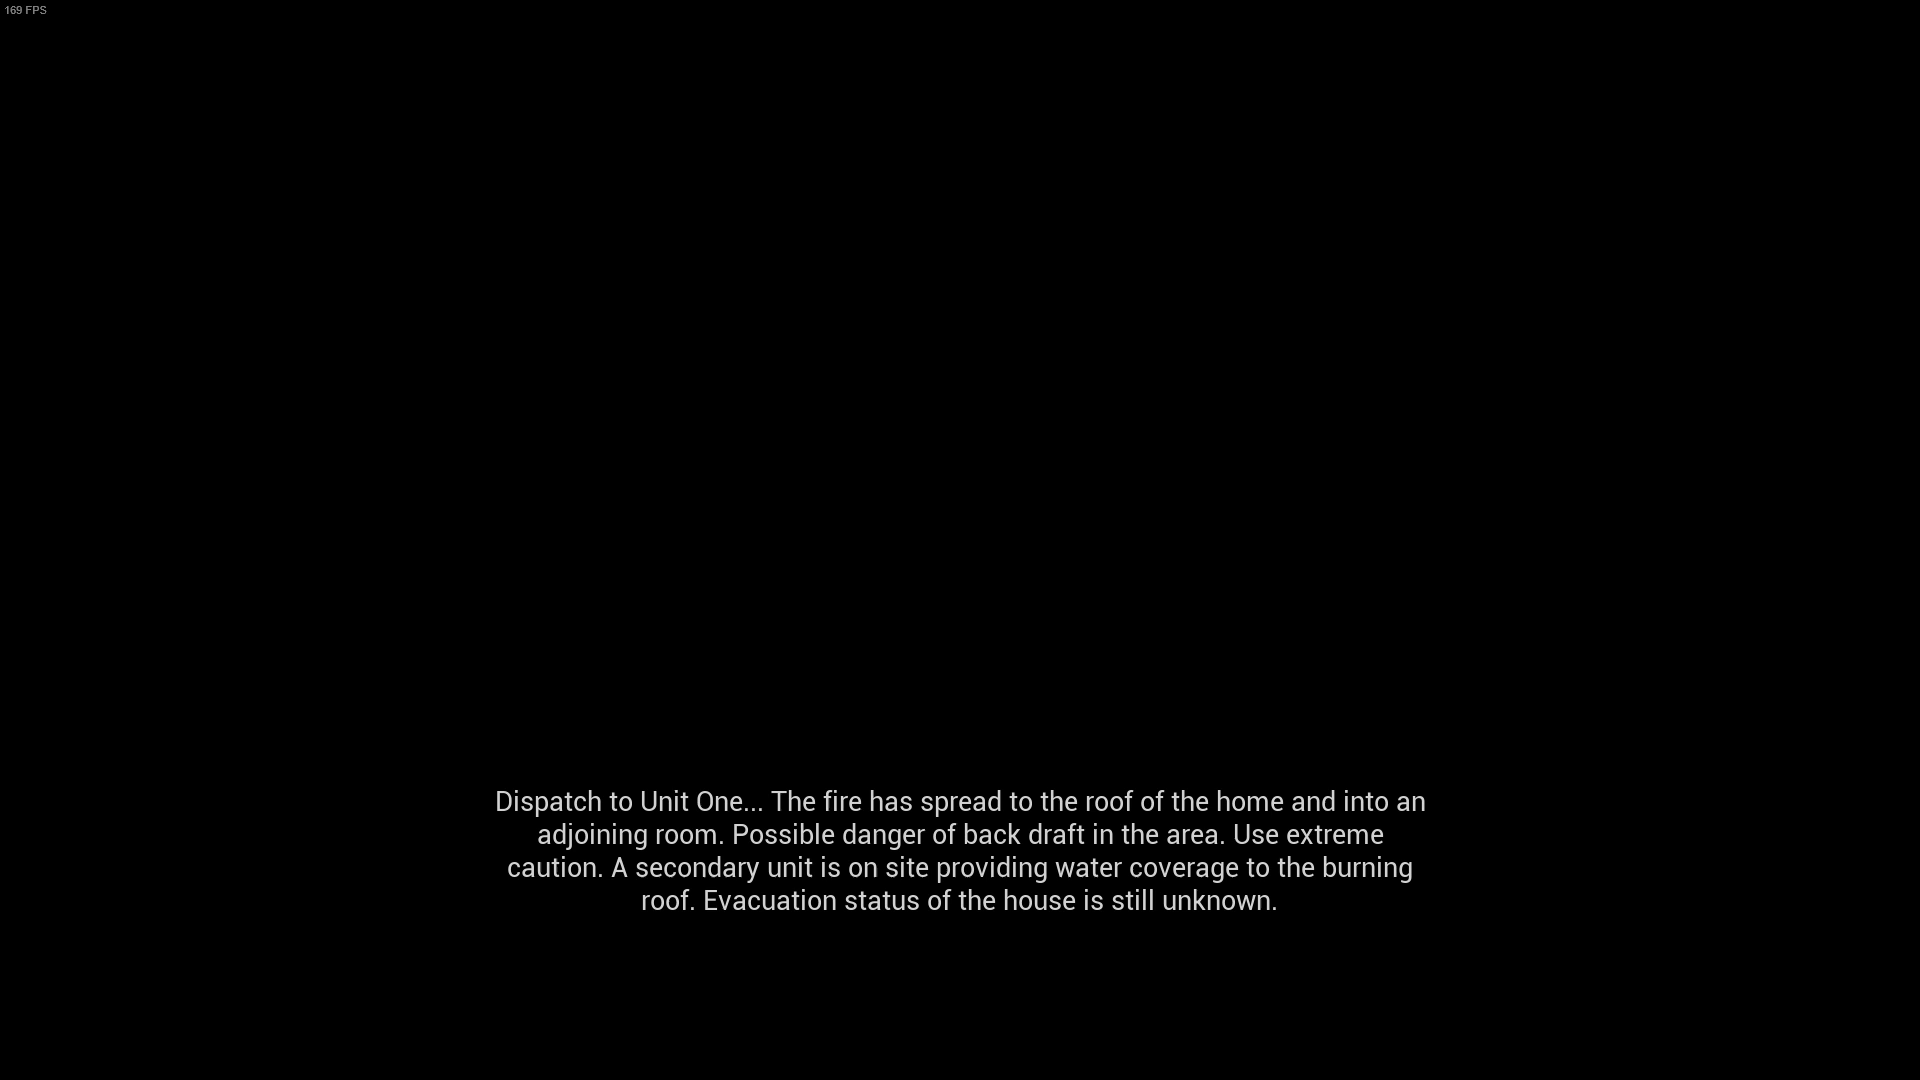 169 FPS
Dispatch to Unit One... The fire has spread to the roof of the home and into an
adjoining room. Possible danger of back draft in the area. Use extreme
caution. A secondary unit is on site providing water coverage to the burning
roof. Evacuation status of the house is still unknown.